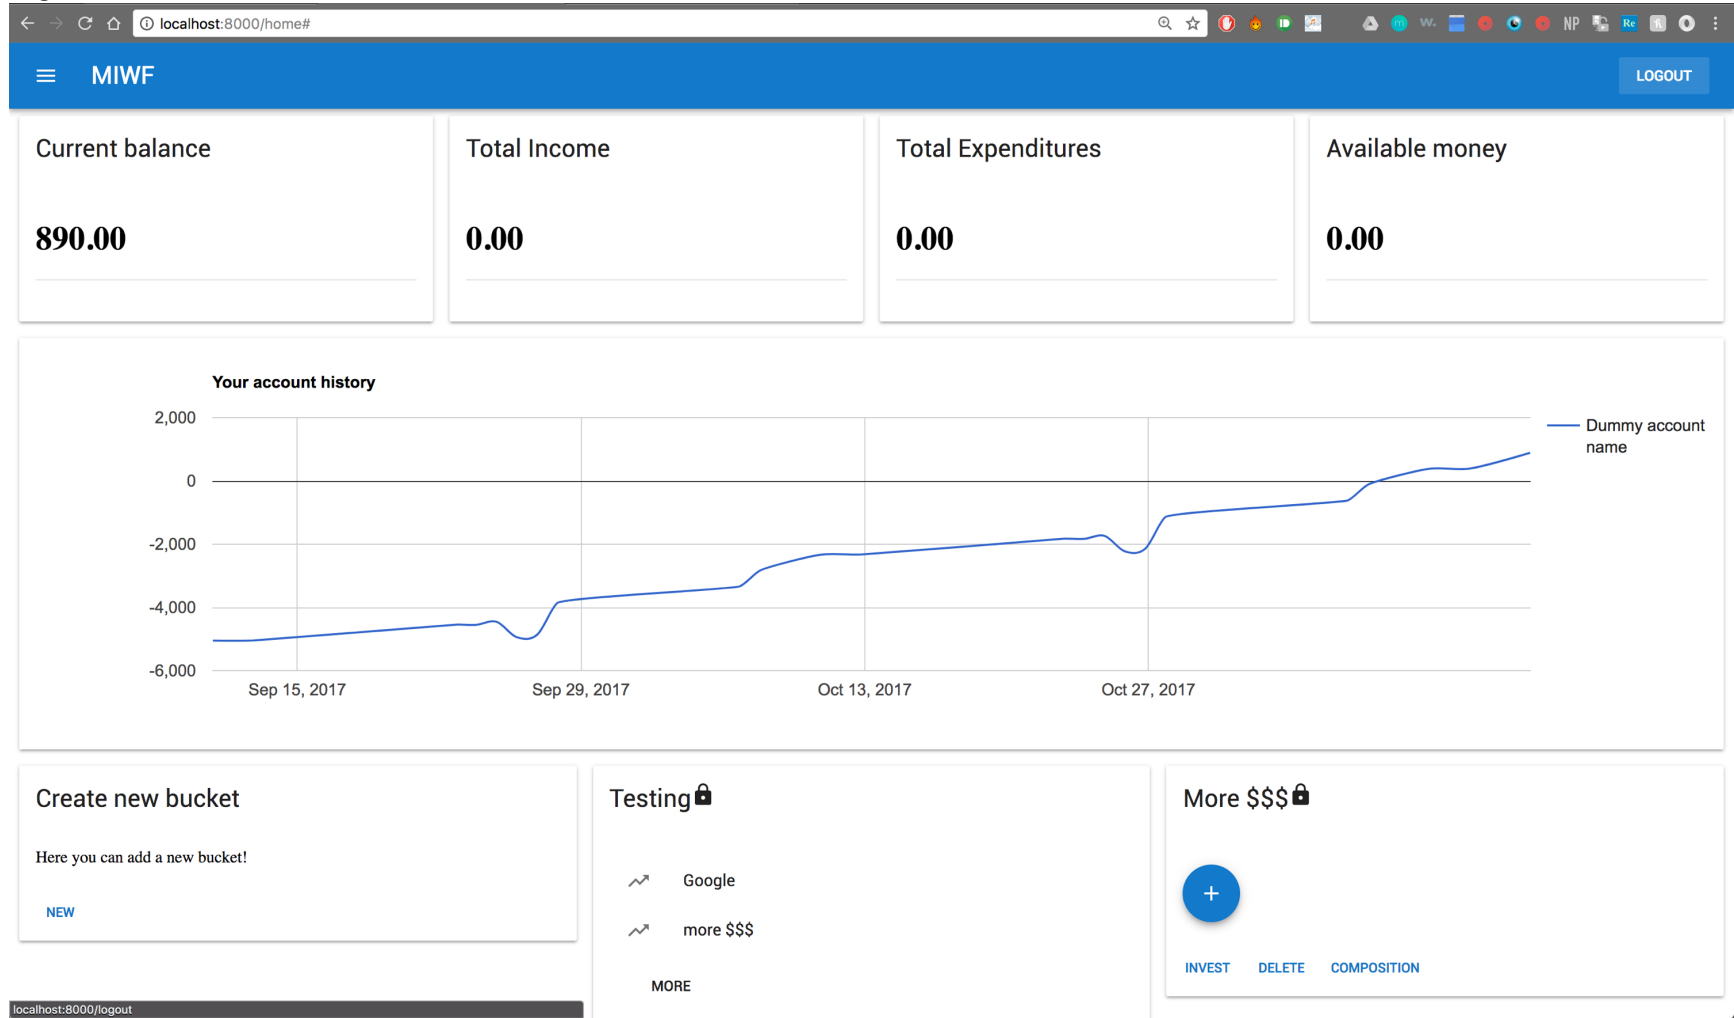 localhost:8000/home#
W.
NP
Re
MIWF
LOGOUT
Current balance
Total Income
Total Expenditures
Available money
890.00
0.00
0.00
0.00
Your account history
2,000
0
-2,000
-4,000
-6,000
Sep 15, 2017
Sep 29, 2017
Oct 13, 2017
Oct 27, 2017
Dummy account
name
Create new bucket
Here you can add a new bucket!
NEW
Testing
Google
more $$$
MORE
More $$$
+
INVEST
DELETE
COMPOSITION
localhost:8000/logout